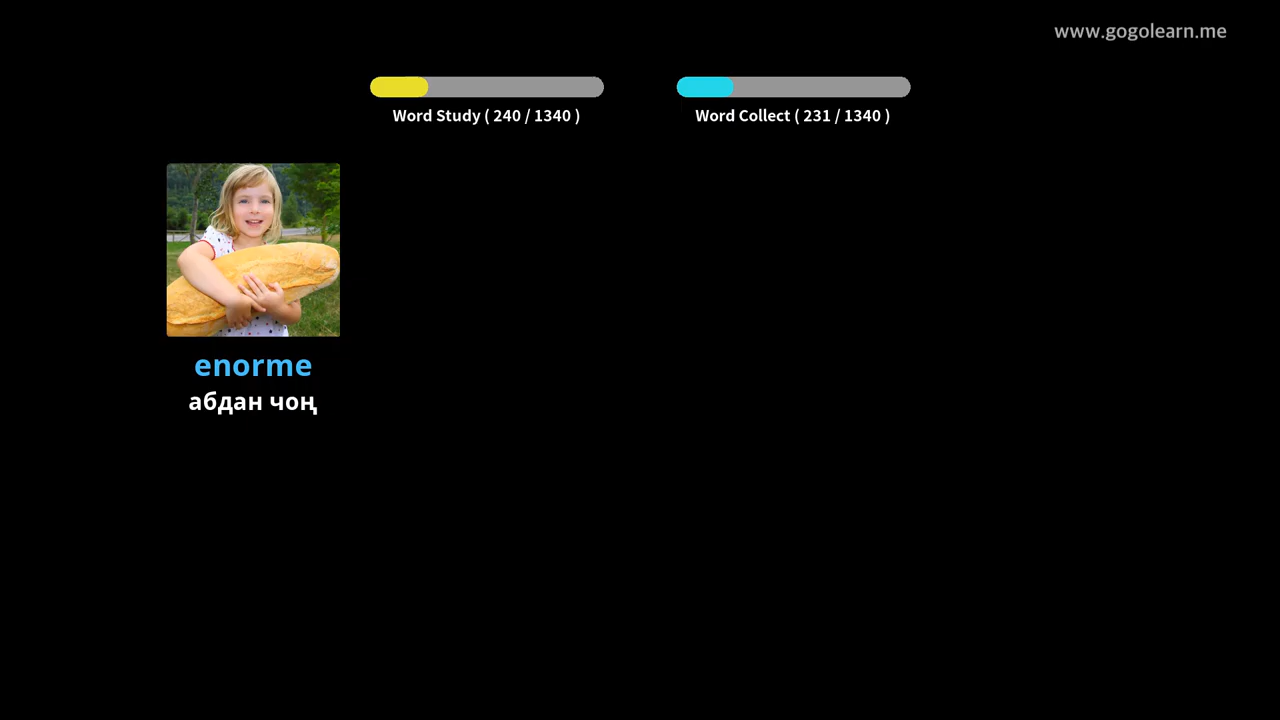 www.gogolearn.me
Word Study ( 240 / 1340 )
Word Collect ( 231 / 1340 )
enorme
абдан чоң